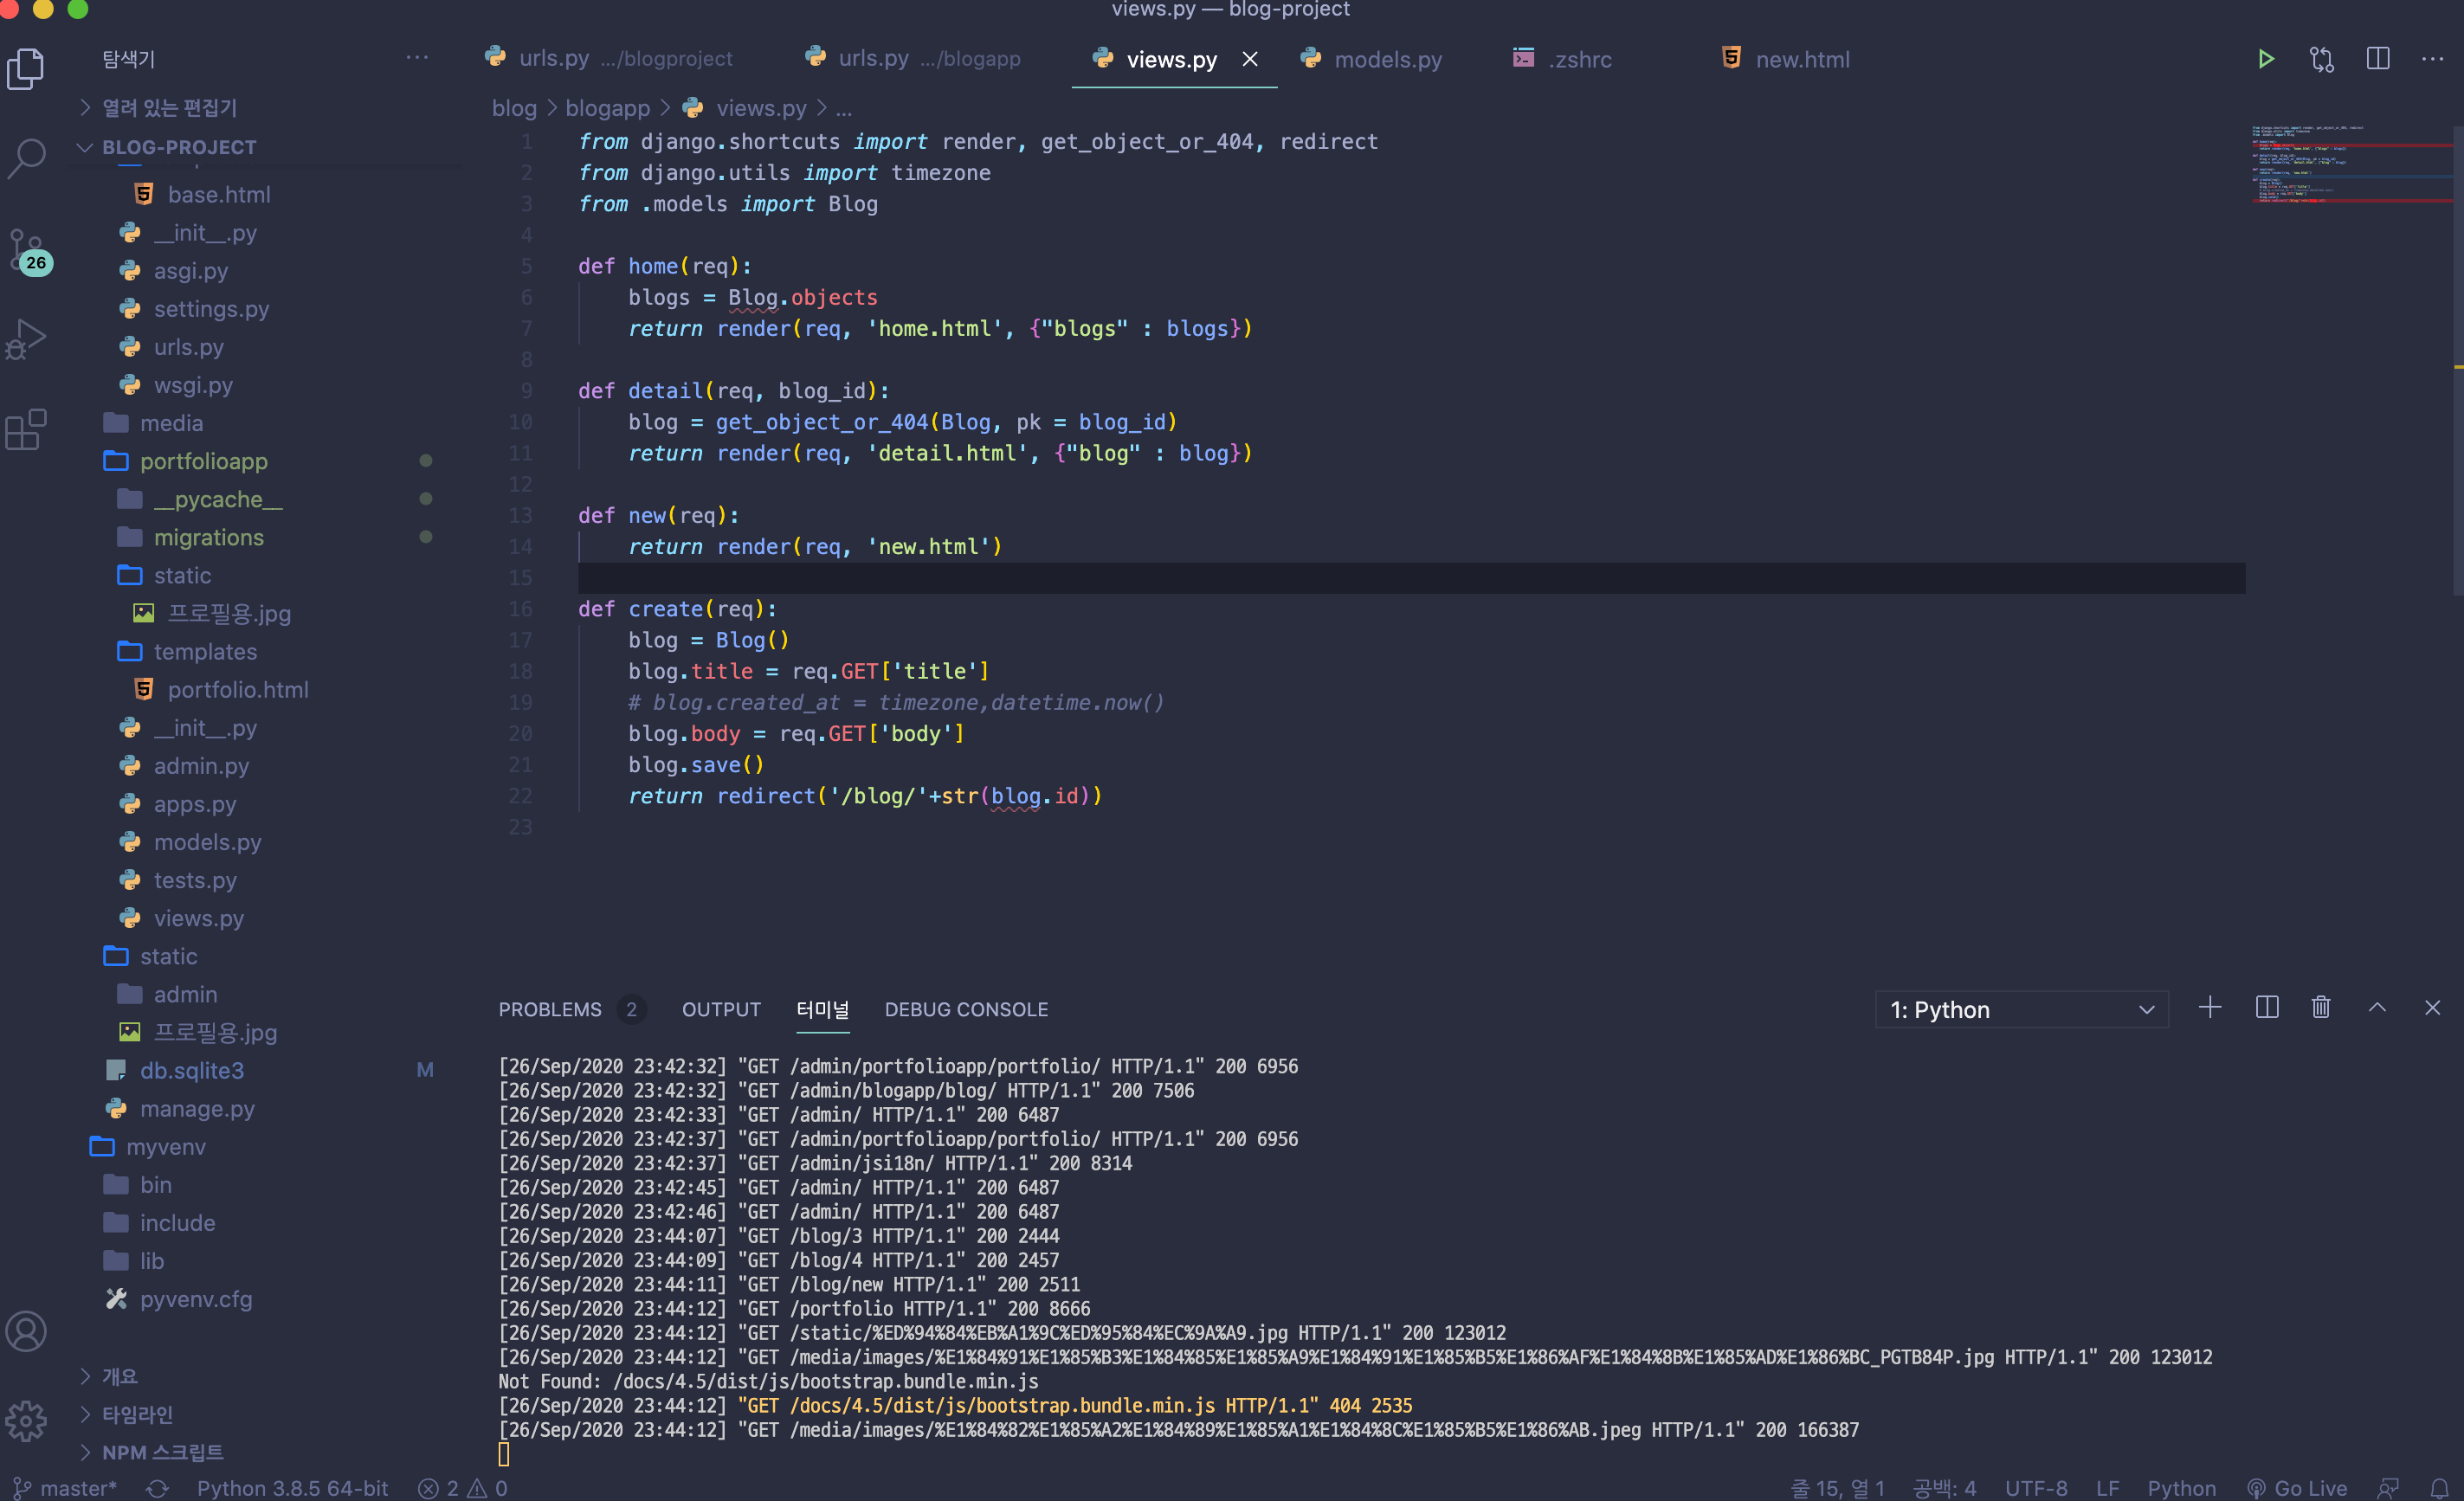 views.py — blog-project
탐색기
urls.py .../blogproject
urls.py .../blogapp
views.py
models.py
.zshrc
new.html
열려 있는 편집기
BLOG-PROJECT
base.html
__init__.py
asgi.py
settings.py
urls.py
wsgi.py
media
portfolioapp
__pycache__
migrations
static
프로필용.jpg
templates
portfolio.html
__init__.py
admin.py
apps.py
models.py
tests.py
views.py
static
admin
프로필용.jpg
db.sqlite3 M
manage.py
myvenv
bin
include
lib
pyvenv.cfg
개요
타임라인
NPM 스크립트
26
blog > blogapp > views.py > ...
1 from django.shortcuts import render, get_object_or_404, redirect
2 from django.utils import timezone
3 from .models import Blog
4
5 def home(req):
6 blogs = Blog.objects
7 return render(req, 'home.html', {"blogs" : blogs})
8
9 def detail(req, blog_id):
10 blog = get_object_or_404(Blog, pk = blog_id)
11 return render(req, 'detail.html', {"blog" : blog})
12
13 def new(req):
14 return render(req, 'new.html')
15
16 def create(req):
17 blog = Blog()
18 blog.title = req.GET['title']
19 # blog.created_at = timezone,datetime.now()
20 blog.body = req.GET['body']
21 blog.save()
22 return redirect('/blog/'+str(blog.id))
23
PROBLEMS 2 OUTPUT 터미널 DEBUG CONSOLE 1: Python
[26/Sep/2020 23:42:32] "GET /admin/portfolioapp/portfolio/ HTTP/1.1" 200 6956
[26/Sep/2020 23:42:32] "GET /admin/blogapp/blog/ HTTP/1.1" 200 7506
[26/Sep/2020 23:42:33] "GET /admin/ HTTP/1.1" 200 6487
[26/Sep/2020 23:42:37] "GET /admin/portfolioapp/portfolio/ HTTP/1.1" 200 6956
[26/Sep/2020 23:42:37] "GET /admin/jsi18n/ HTTP/1.1" 200 8314
[26/Sep/2020 23:42:45] "GET /admin/ HTTP/1.1" 200 6487
[26/Sep/2020 23:42:46] "GET /admin/ HTTP/1.1" 200 6487
[26/Sep/2020 23:44:07] "GET /blog/3 HTTP/1.1" 200 2444
[26/Sep/2020 23:44:09] "GET /blog/4 HTTP/1.1" 200 2457
[26/Sep/2020 23:44:11] "GET /blog/new HTTP/1.1" 200 2511
[26/Sep/2020 23:44:12] "GET /portfolio HTTP/1.1" 200 8666
[26/Sep/2020 23:44:12] "GET /static/%ED%94%84%EB%A1%9C%ED%95%84%EC%9A%A9.jpg HTTP/1.1" 200 123012
[26/Sep/2020 23:44:12] "GET /media/images/%E1%84%91%E1%85%B3%E1%84%85%E1%85%A9%E1%84%91%E1%85%B5%E1%86%AF%E1%84%8B%E1%85%AD%E1%86%BC_PGTB84P.jpg HTTP/1.1" 200 123012
Not Found: /docs/4.5/dist/js/bootstrap.bundle.min.js
[26/Sep/2020 23:44:12] "GET /docs/4.5/dist/js/bootstrap.bundle.min.js HTTP/1.1" 404 2535
[26/Sep/2020 23:44:12] "GET /media/images/%E1%84%82%E1%85%A2%E1%84%89%E1%85%A1%E1%84%8C%E1%85%B5%E1%86%AB.jpeg HTTP/1.1" 200 166387
master* Python 3.8.5 64-bit 2 0 줄 15, 열 1 공백: 4 UTF-8 LF Python Go Live